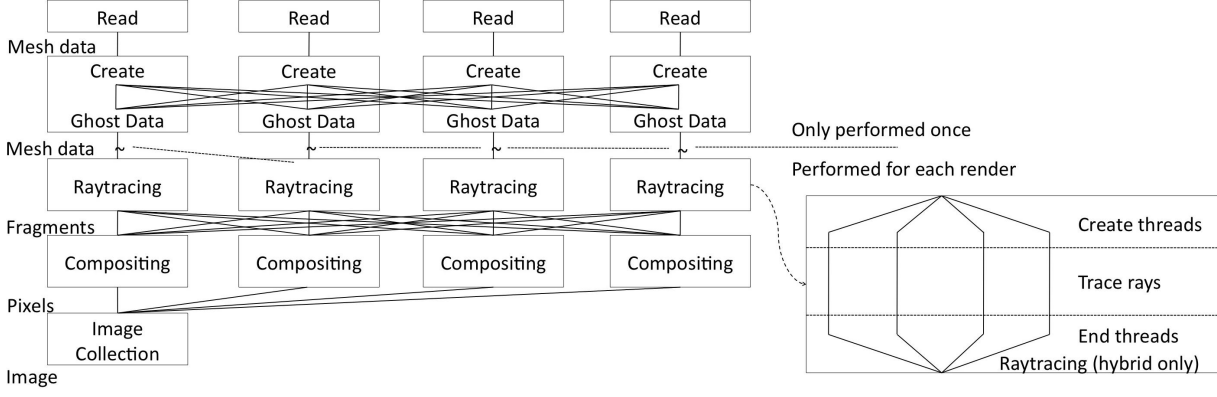 Read Read Read Read
Mesh data
Create Create Create Create
Ghost Data Ghost Data Ghost Data Ghost Data
Only performed once
Mesh data ~ ~ ~ ~
Performed for each render
Raytracing Raytracing Raytracing Raytracing
Fragments
Compositing Compositing Compositing Compositing
Pixels
Image
Collection
Image
Create threads
Trace rays
End threads
Raytracing (hybrid only)